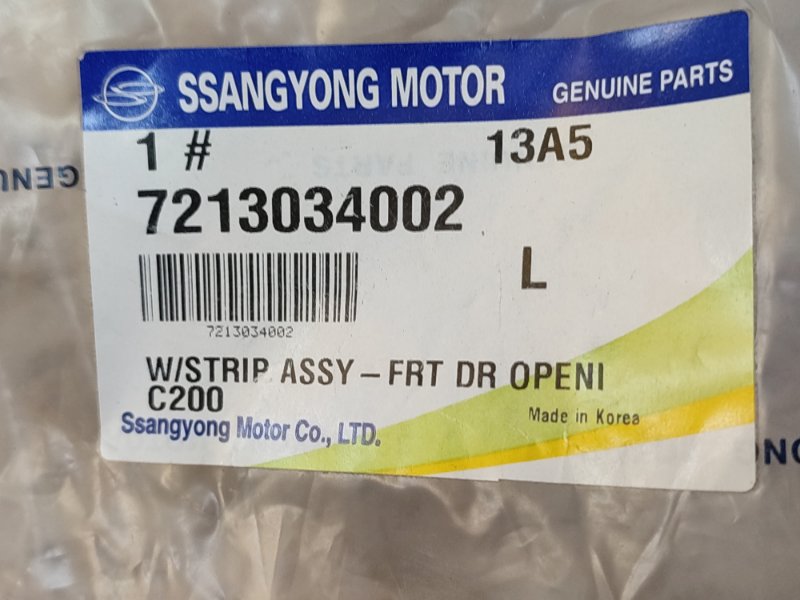 SSANGYONG MOTOR GENUINE PARTS
1 # 13A5
7213034002
L
7213034002
W/STRIP ASSY-FRT DR OPENI
C200
Made in Korea
Ssangyong Motor Co., LTD.
GENU